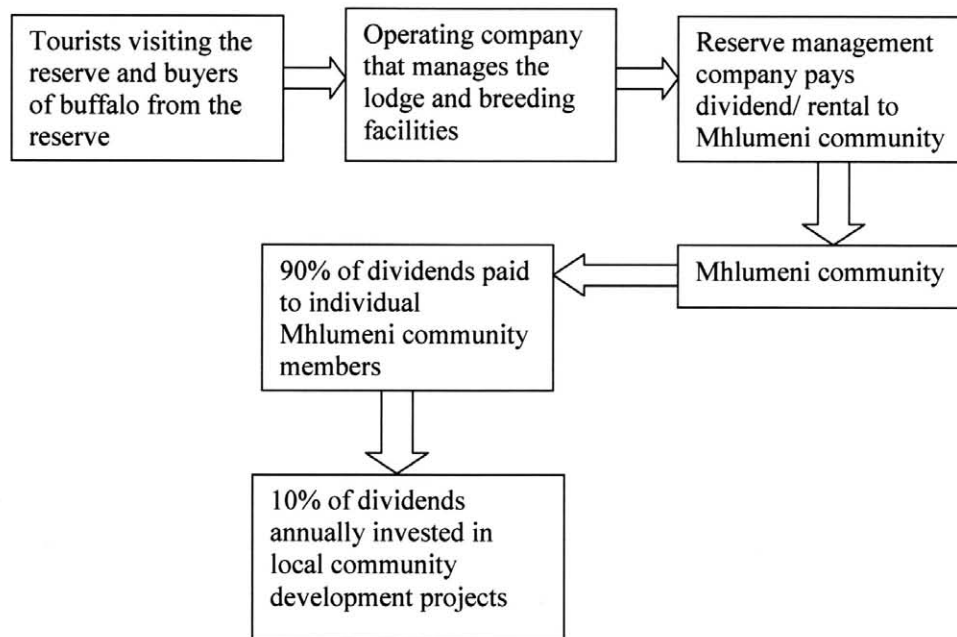 Tourists visiting the
reserve and buyers
of buffalo from the
reserve
Operating company
that manages the
lodge and breeding
facilities
Reserve management
company pays
dividend/ rental to
Mhlumeni community
Mhlumeni community
90% of dividends paid
to individual
Mhlumeni community
members
10% of dividends
annually invested in
local community
development projects